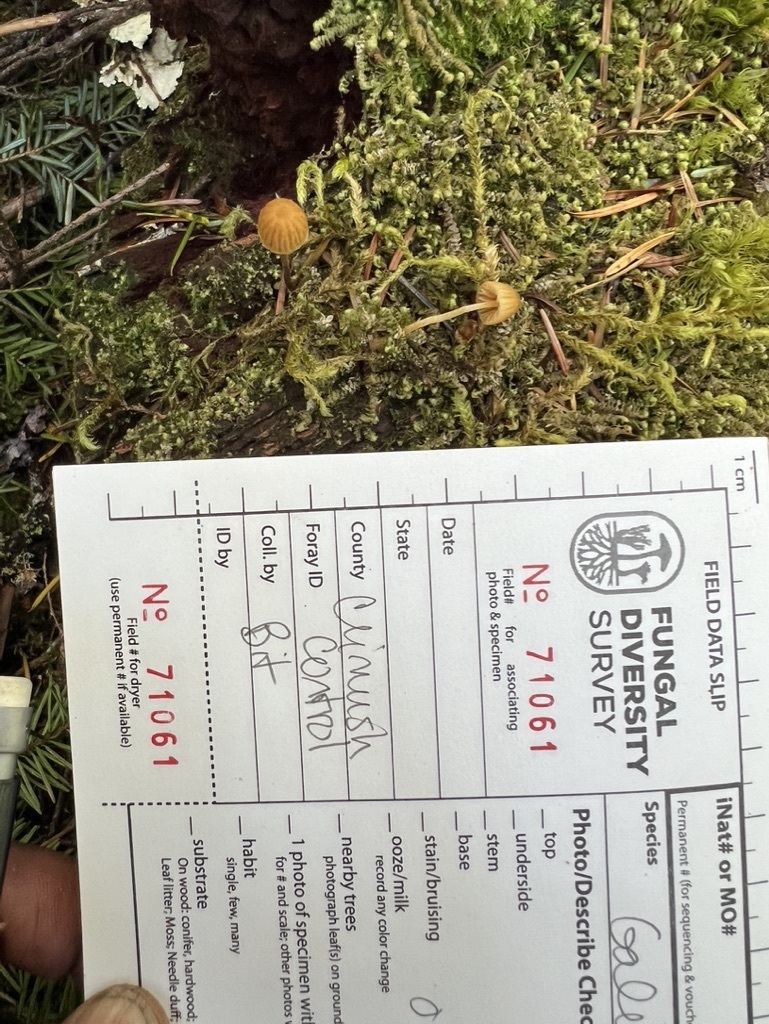 1 cm
FIELD DATA SLIP
FUNGAL
DIVERSITY
SURVEY
Nº 71061
Field# for associating
photo & specimen
Date
State
County
Foray ID Control
Coll. by Bit
ID by
Nº 71061
Field # for dryer
(use permanent # if available)
iNat# or MO#
Permanent # (for sequencing & vouch
Species Gale
Photo/Describe Chec
top
underside
stem
base
stain/bruising
ooze/milk
record any color change
nearby trees
photograph leaf(s) on ground
1 photo of specimen wit
for # and scale; other photos
habit
single, few, many
substrate
On wood: conifer, hardwood;
Leaf litter; Moss; Needle duff;